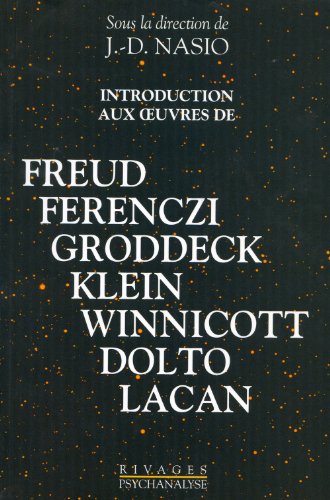 Sous la direction de
J.-D. NASIO
INTRODUCTION
AUX ŒUVRES DE
FREUD
FERENCZI
GRODDECK
KLEIN
WINNICOTT
DOLTO
LACAN
RIVAGES
PSYCHANALYSE